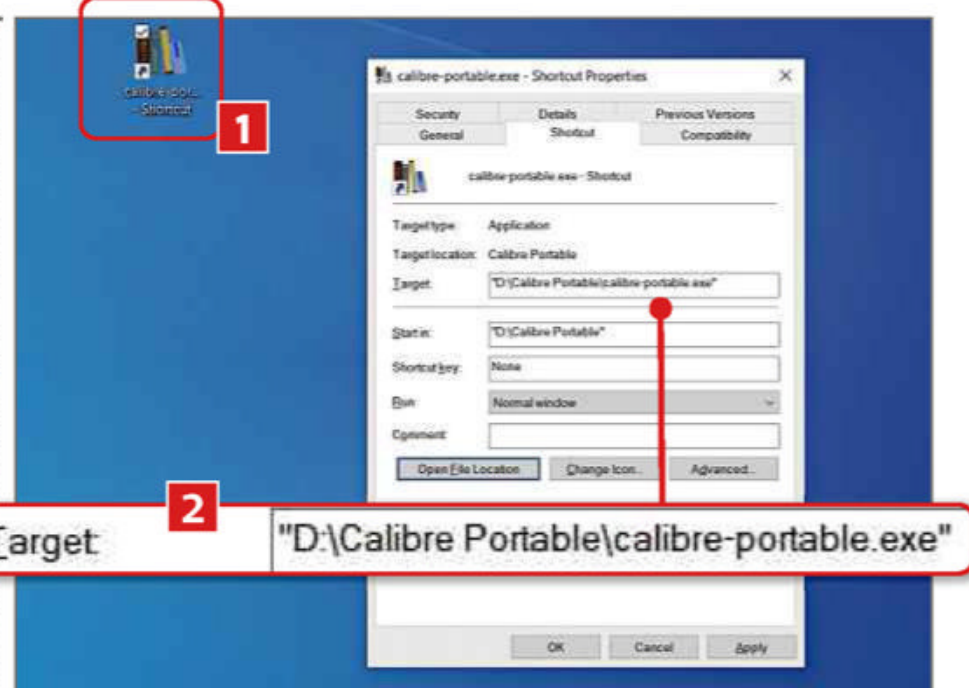 calibre-por...
- Shortcut
1
calibre-portable.exe - Shortcut Properties
Security Details Previous Versions
General Shortcut Compatibility
calibre-portable.exe - Shortcut
Target type: Application
Target location: Calibre Portable
Target: "D:\Calibre Portable\calibre-portable.exe"
Start in: "D:\Calibre Portable"
Shortcut key: None
Run: Normal window
Comment:
Open File Location Change Icon... Advanced...
2
Target: "D:\Calibre Portable\calibre-portable.exe"
OK Cancel Apply